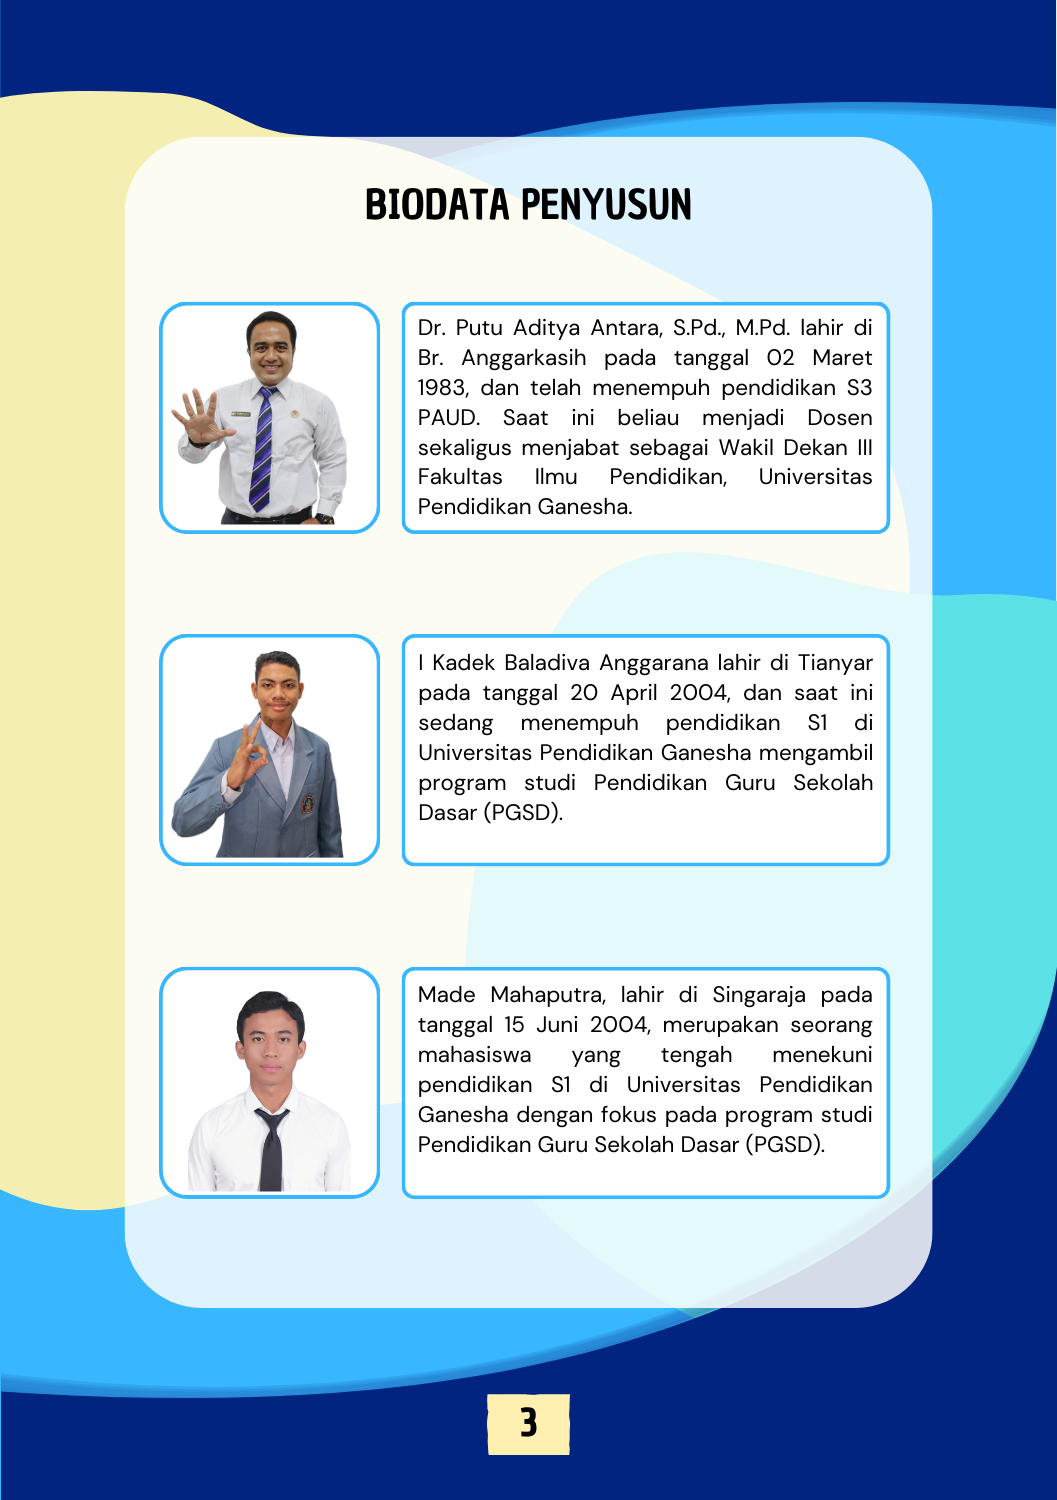 BIODATA PENYUSUN
Dr. Putu Aditya Antara, S.Pd., M.Pd. lahir di
Br. Anggarkasih pada tanggal 02 Maret
1983, dan telah menempuh pendidikan S3
PAUD. Saat ini beliau menjadi Dosen
sekaligus menjabat sebagai Wakil Dekan III
Fakultas Ilmu Pendidikan, Universitas
Pendidikan Ganesha.
I Kadek Baladiva Anggarana lahir di Tianyar
pada tanggal 20 April 2004, dan saat ini
sedang menempuh pendidikan S1 di
Universitas Pendidikan Ganesha mengambil
program studi Pendidikan Guru Sekolah
Dasar (PGSD).
Made Mahaputra, lahir di Singaraja pada
tanggal 15 Juni 2004, merupakan seorang
mahasiswa yang tengah menekuni
pendidikan S1 di Universitas Pendidikan
Ganesha dengan fokus pada program studi
Pendidikan Guru Sekolah Dasar (PGSD).
3